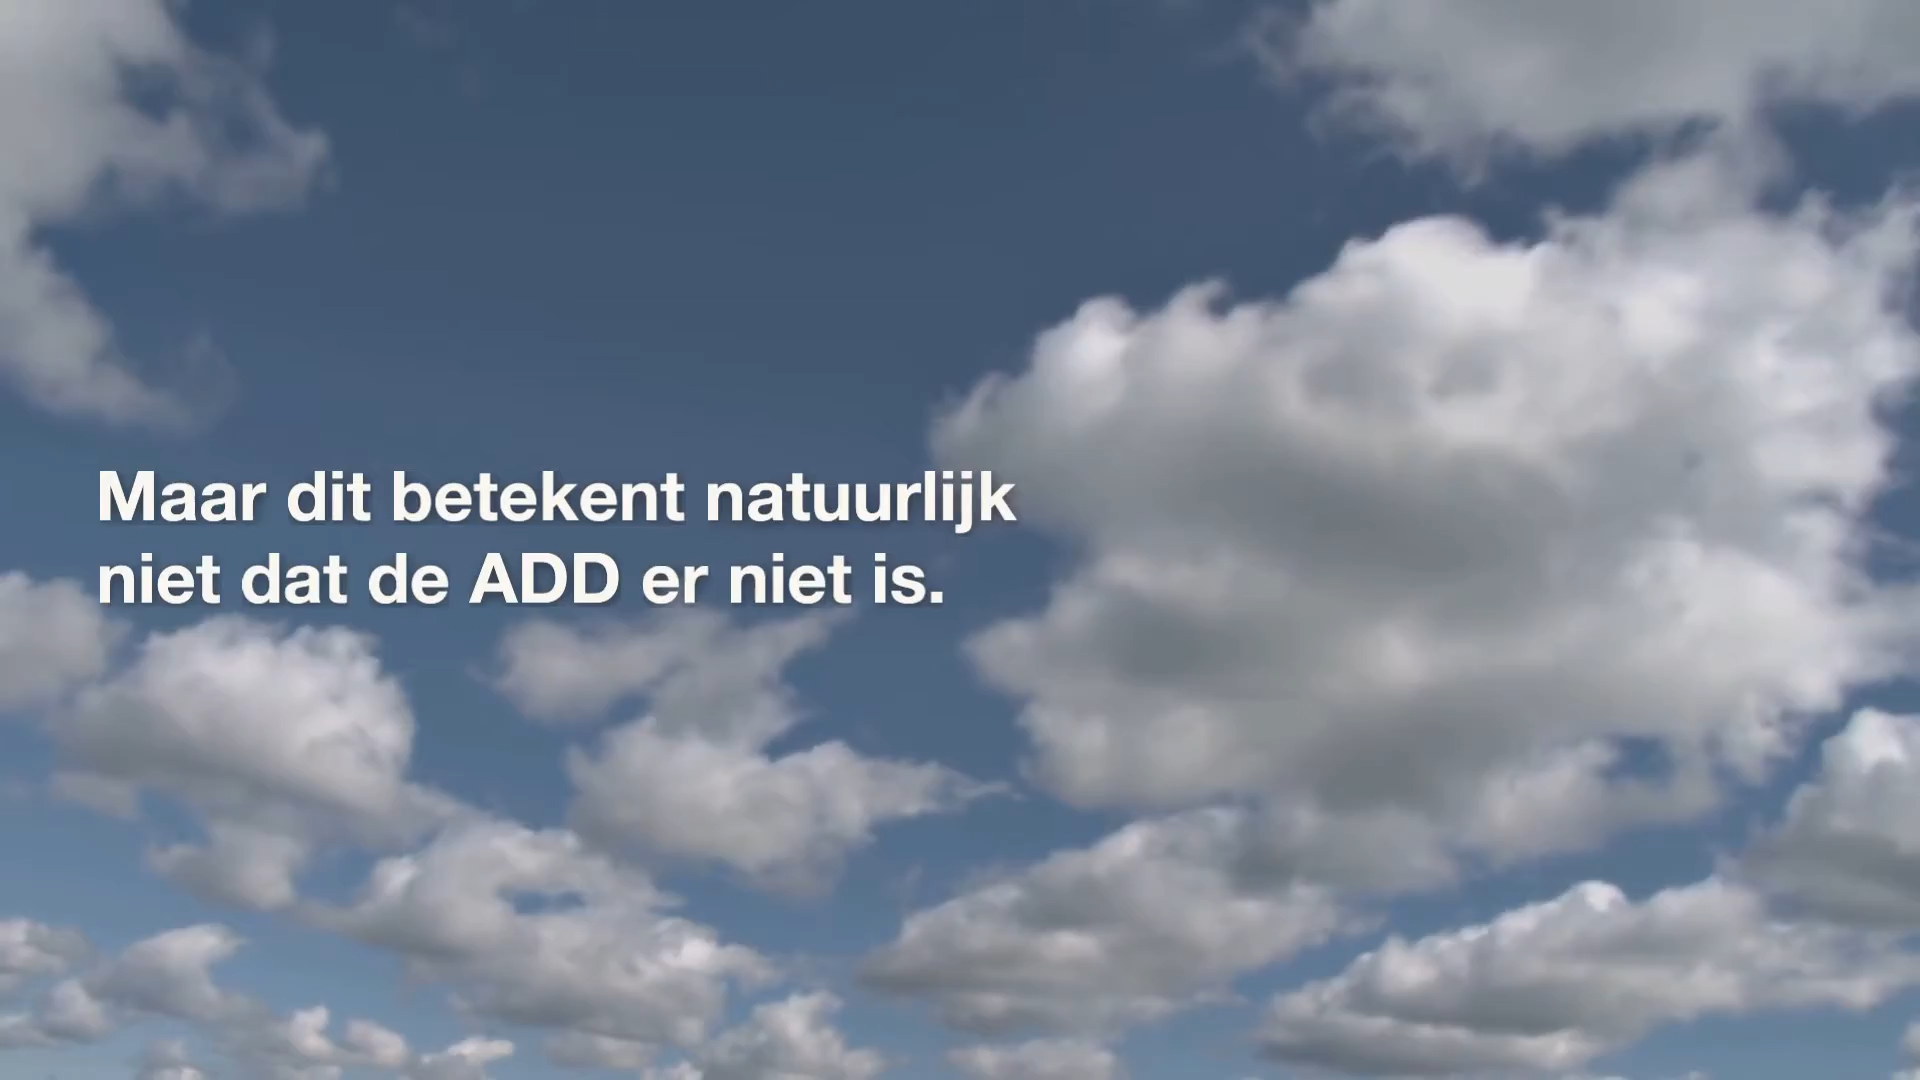 Maar dit betekent natuurlijk
niet dat de ADD er niet is.